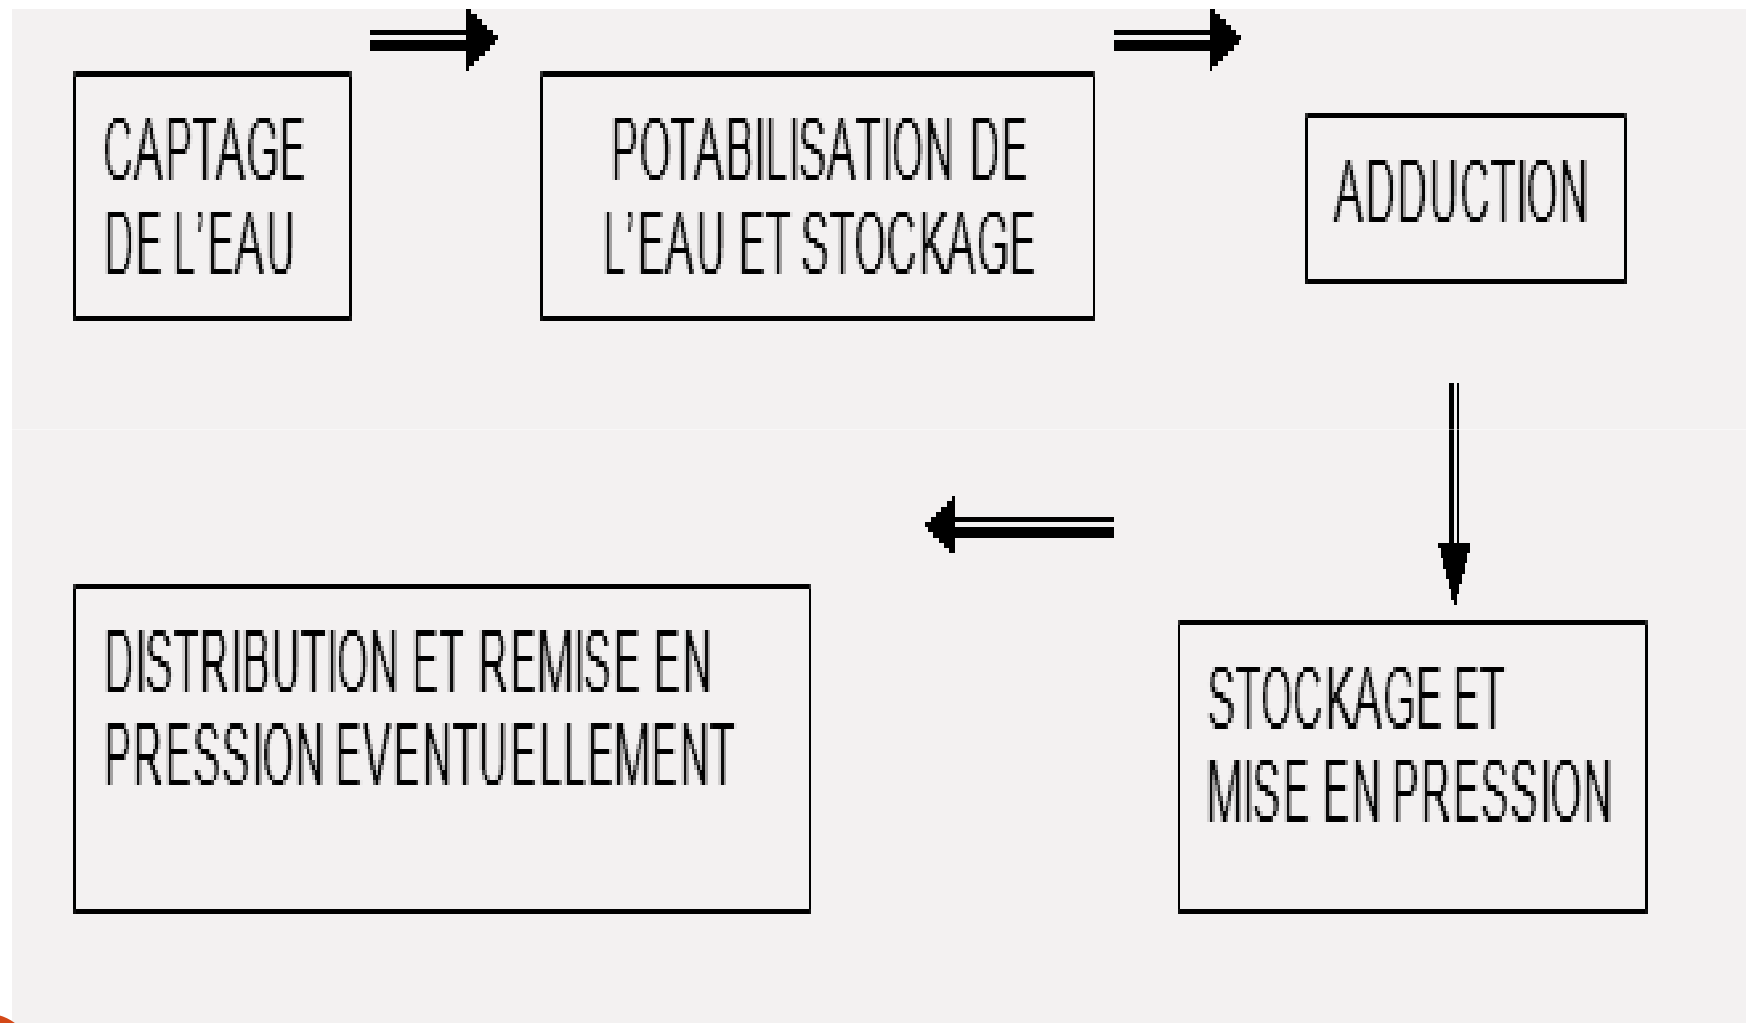 CAPTAGE
DE L'EAU
POTABILISATION DE
L'EAU ET STOCKAGE
ADDUCTION
STOCKAGE ET
MISE EN PRESSION
DISTRIBUTION ET REMISE EN
PRESSION EVENTUELLEMENT